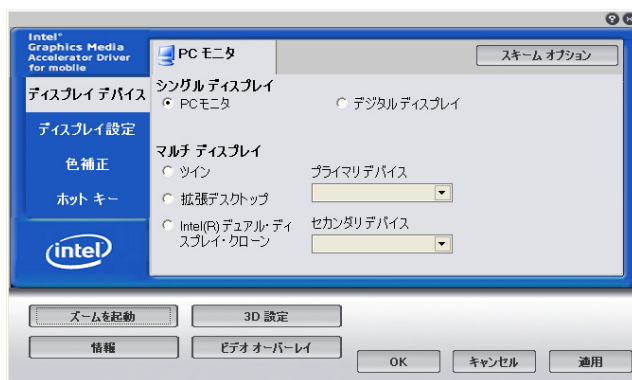 Intel®
Graphics Media
Accelerator Driver
for mobile
PC モニタ
スキーム オプション
ディスプレイ デバイス
ディスプレイ設定
色補正
ホット キー
intel
シングル ディスプレイ
PCモニタ
デジタル ディスプレイ
マルチ ディスプレイ
ツイン
プライマリ デバイス
拡張デスクトップ
Intel(R) デュアル・ディ
スプレイ・クローン
セカンダリ デバイス
ズームを起動
3D 設定
情報
ビデオ オーバーレイ
OK
キャンセル
適用